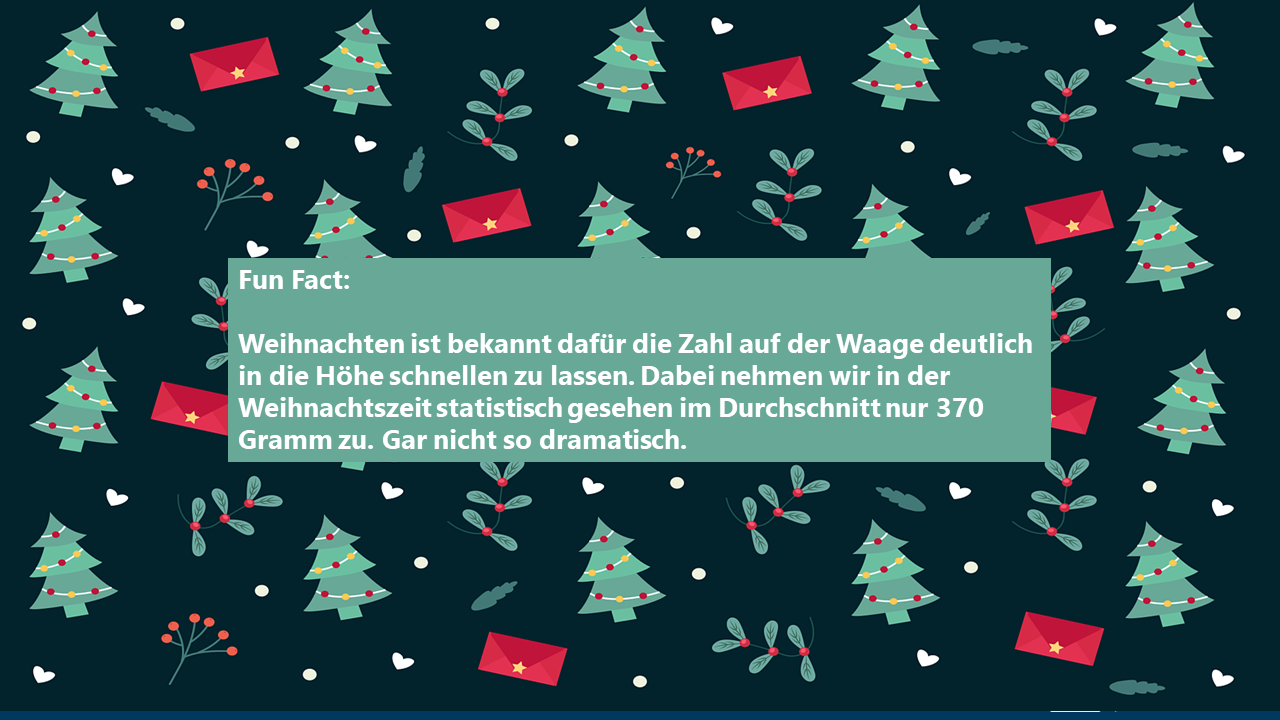 Fun Fact:
Weihnachten ist bekannt dafür die Zahl auf der Waage deutlich
in die Höhe schnellen zu lassen. Dabei nehmen wir in der
Weihnachtszeit statistisch gesehen im Durchschnitt nur 370
Gramm zu. Gar nicht so dramatisch.